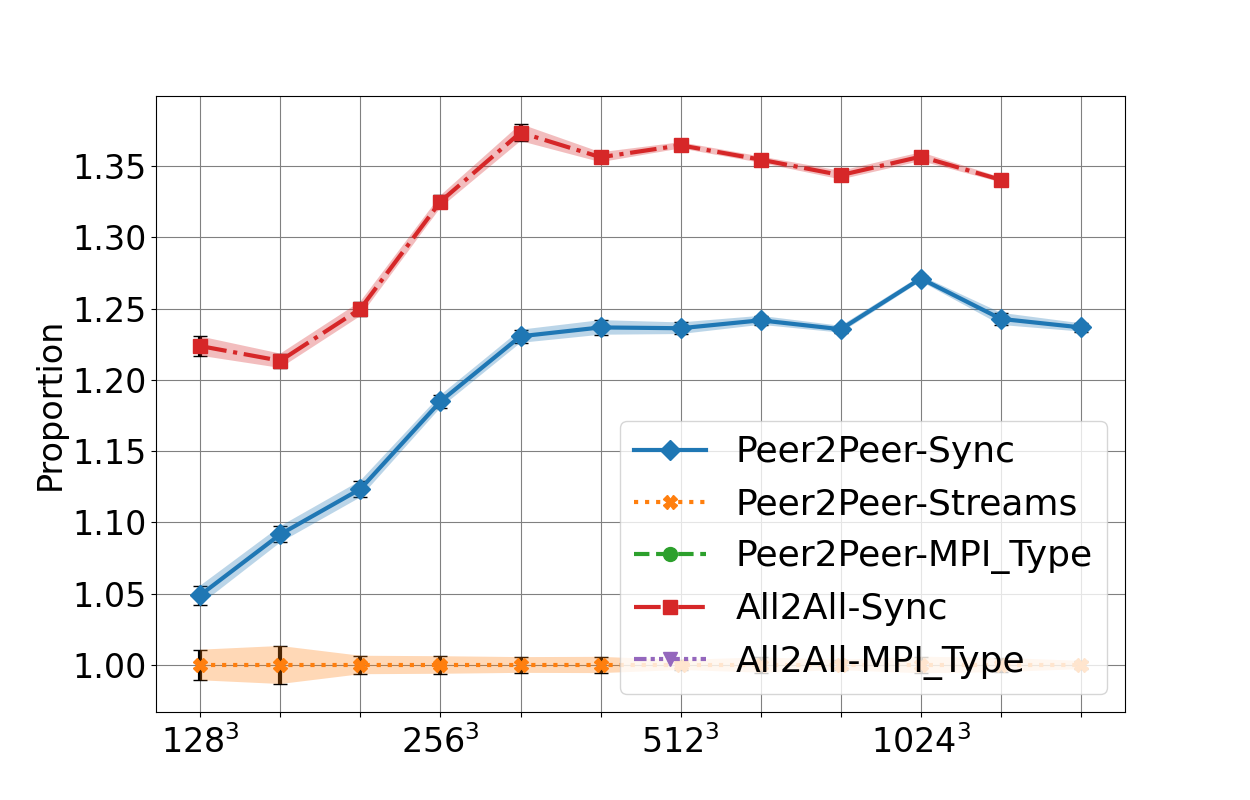 Proportion
1.35
1.30
1.25
1.20
1.15
1.10
1.05
1.00
Peer2Peer-Sync
Peer2Peer-Streams
Peer2Peer-MPI_Type
All2All-Sync
All2All-MPI_Type
128³ 256³ 512³ 1024³